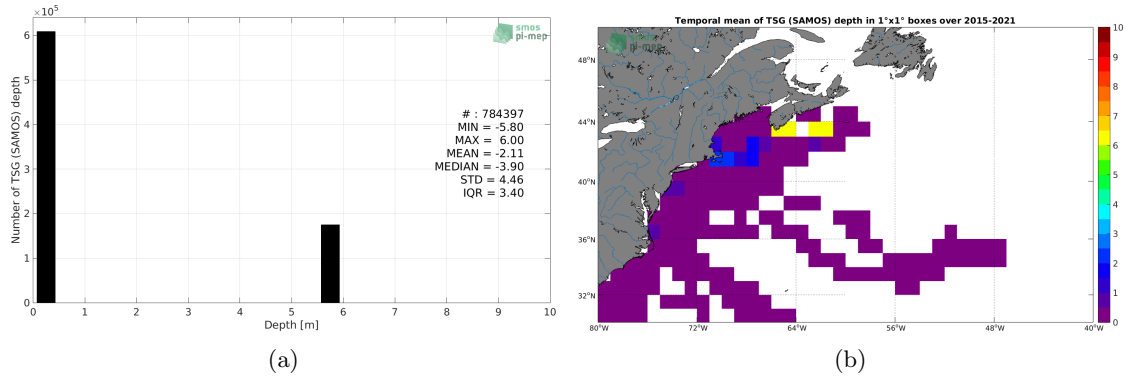 ×10⁵
6
5
4
3
2
1
0
Number of TSG (SAMOS) depth
smos
pi-mep
# : 784397
MIN = -5.80
MAX = 6.00
MEAN = -2.11
MEDIAN = -3.90
STD = 4.46
IQR = 3.40
0 1 2 3 4 5 6 7 8 9 10
Depth [m]
(a)
Temporal mean of TSG (SAMOS) depth in 1°x1° boxes over 2015-2021
smos
pi-mep
48°N
44°N
40°N
36°N
32°N
80°W 72°W 64°W 56°W 48°W 40°W
10
9
8
7
6
5
4
3
2
1
0
(b)